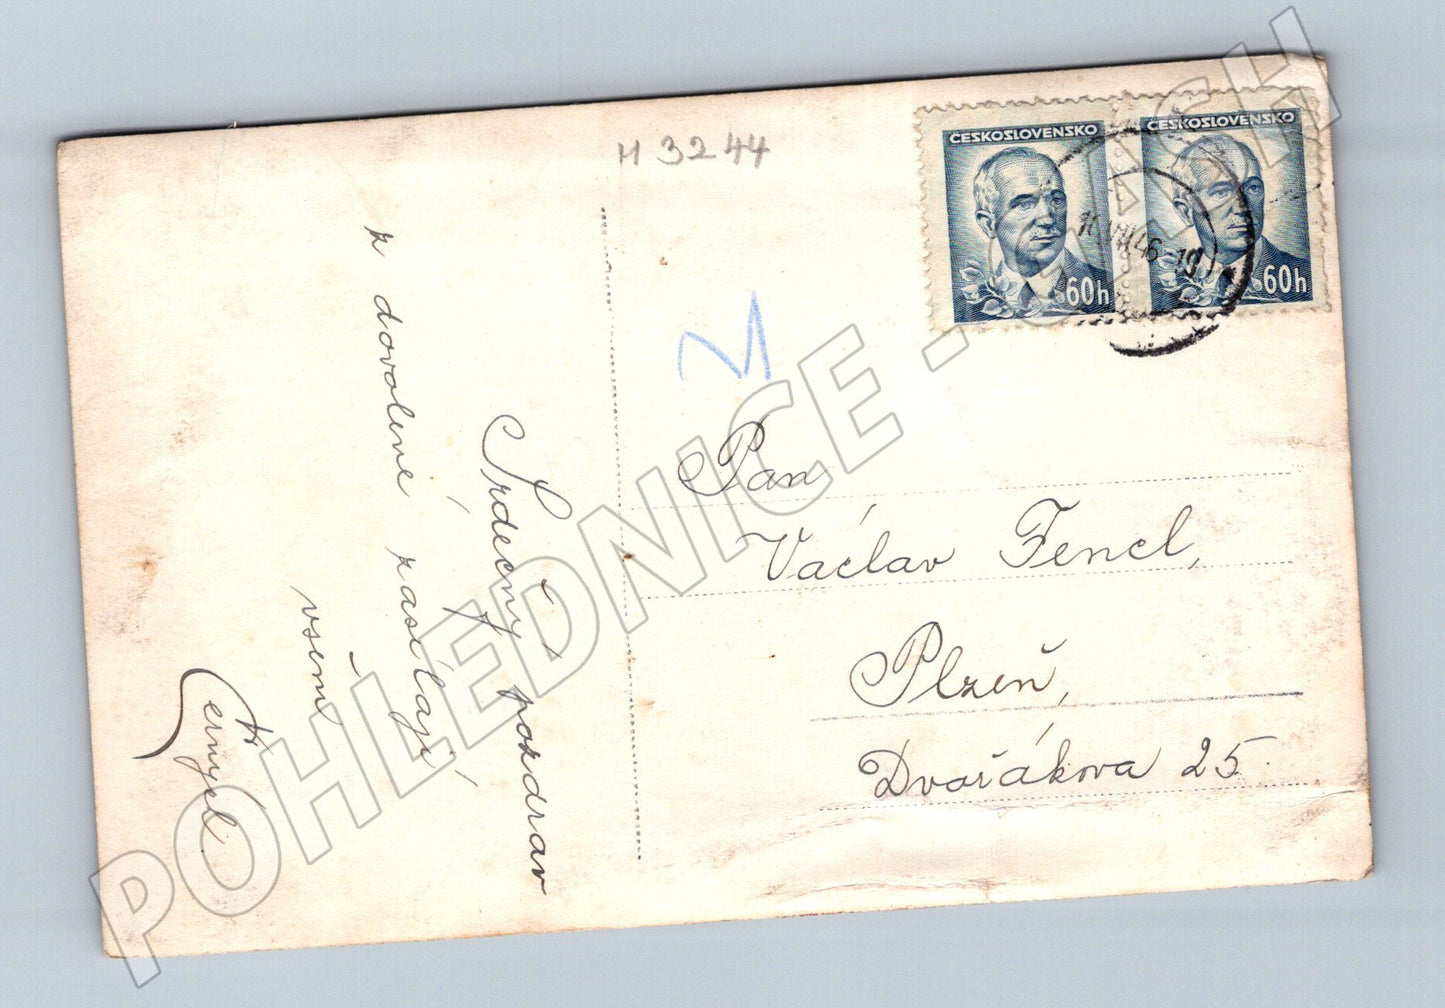 M 3244
ČESKOSLOVENSKO
60h
ČESKOSLOVENSKO
60h
Srdečný pozdrav
z dovolené zasílají
všem
Pan
Václav Fencl,
Plzeň,
Dvořákova 25.
POHLEDNICE -